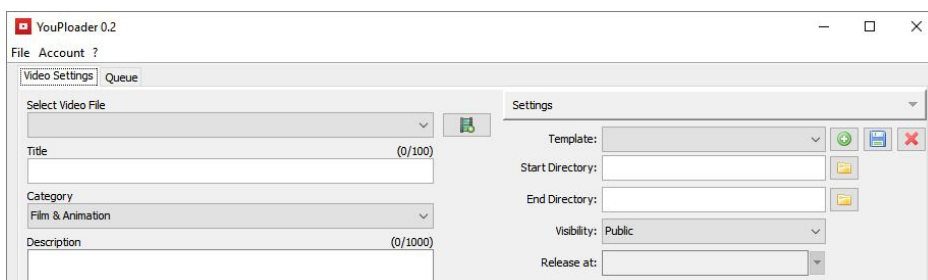 YouPloader 0.2
File Account ?
Video Settings Queue
Select Video File
Title (0/100)
Category
Film & Animation
Description (0/1000)
Settings
Template:
Start Directory:
End Directory:
Visibility: Public
Release at: